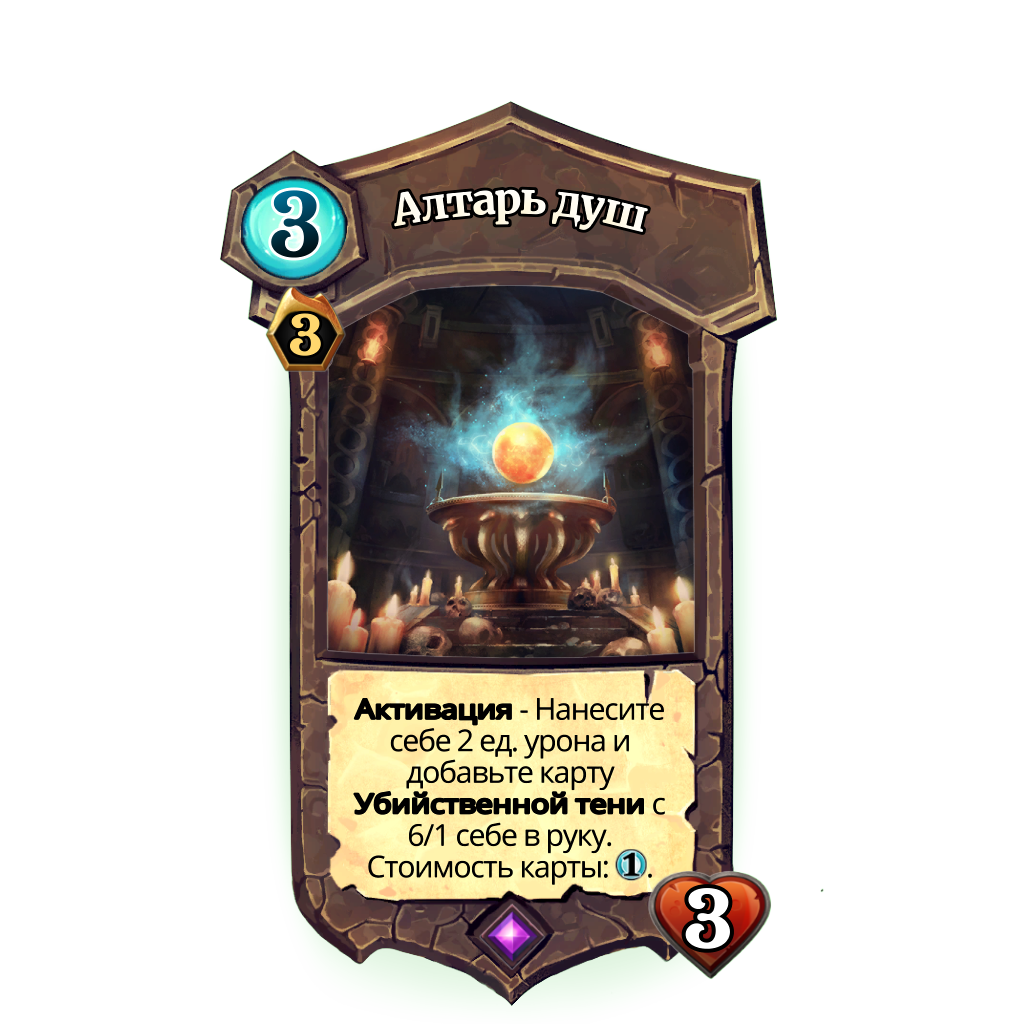 3
Алтарь душ
3
Активация - Нанесите
себе 2 ед. урона и
добавьте карту
Убийственной тени с
6/1 себе в руку.
Стоимость карты: 1.
3